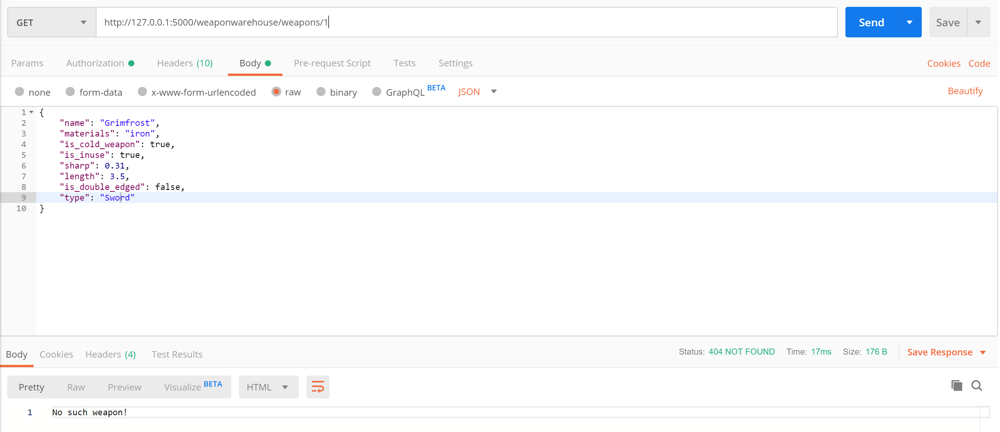 GET http://127.0.0.1:5000/weaponwarehouse/weapons/1 Send Save
Params Authorization Headers (10) Body Pre-request Script Tests Settings Cookies Code
none form-data x-www-form-urlencoded raw binary GraphQL BETA JSON Beautify
1 {
2 "name": "Grimfrost",
3 "materials": "iron",
4 "is_cold_weapon": true,
5 "is_inuse": true,
6 "sharp": 0.31,
7 "length": 3.5,
8 "is_double_edged": false,
9 "type": "Sword"
10 }
Body Cookies Headers (4) Test Results Status: 404 NOT FOUND Time: 17ms Size: 176 B Save Response
Pretty Raw Preview Visualize BETA HTML
1 No such weapon!